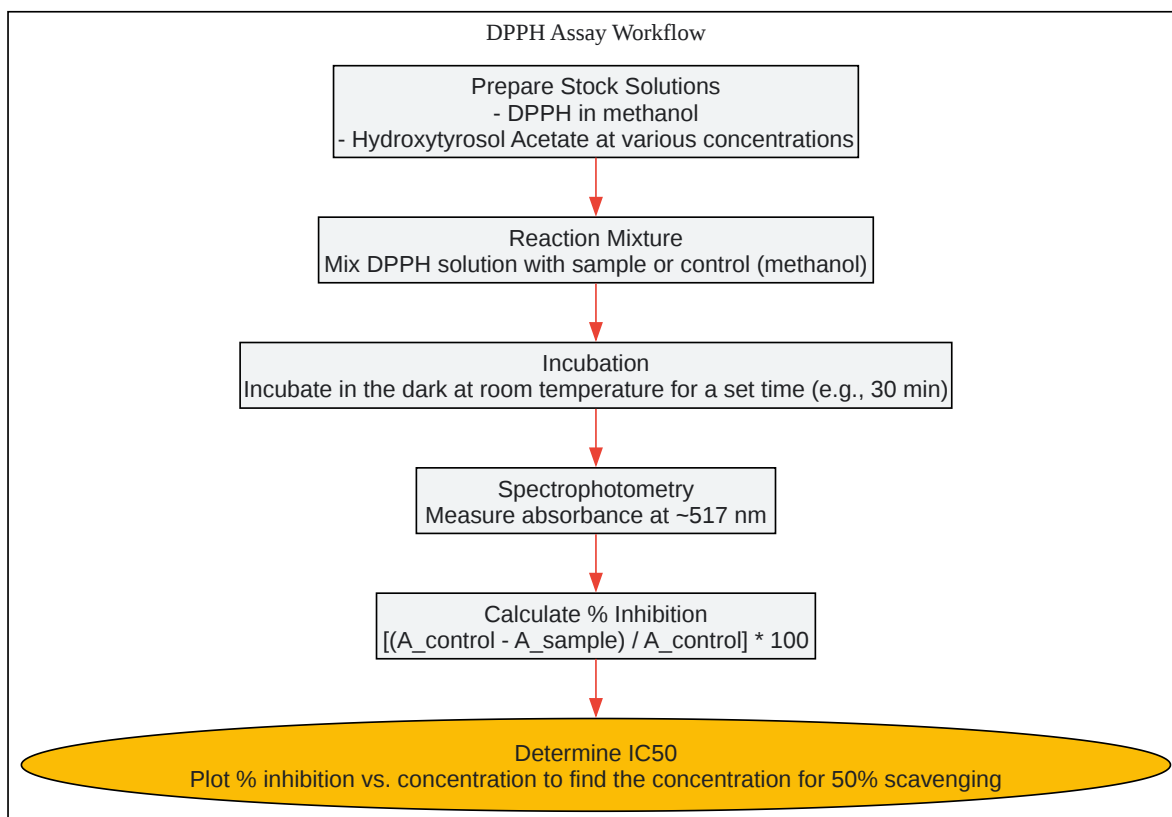 DPPH Assay Workflow
Prepare Stock Solutions
- DPPH in methanol
- Hydroxytyrosol Acetate at various concentrations
Reaction Mixture
Mix DPPH solution with sample or control (methanol)
Incubation
Incubate in the dark at room temperature for a set time (e.g., 30 min)
Spectrophotometry
Measure absorbance at ~517 nm
Calculate % Inhibition
[(A_control - A_sample) / A_control] * 100
Determine IC50
Plot % inhibition vs. concentration to find the concentration for 50% scavenging